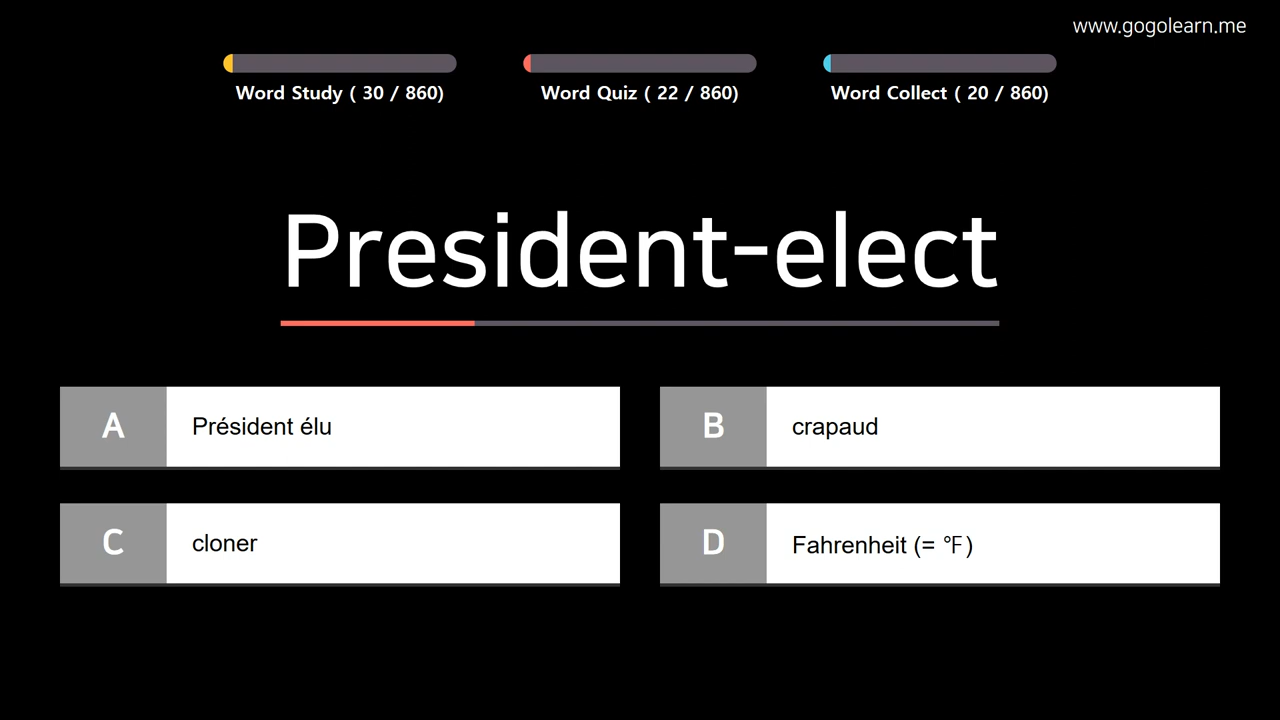 www.gogolearn.me
Word Study ( 30 / 860)
Word Quiz ( 22 / 860)
Word Collect ( 20 / 860)
President-elect
A Président élu
B crapaud
C cloner
D Fahrenheit (= ℉)